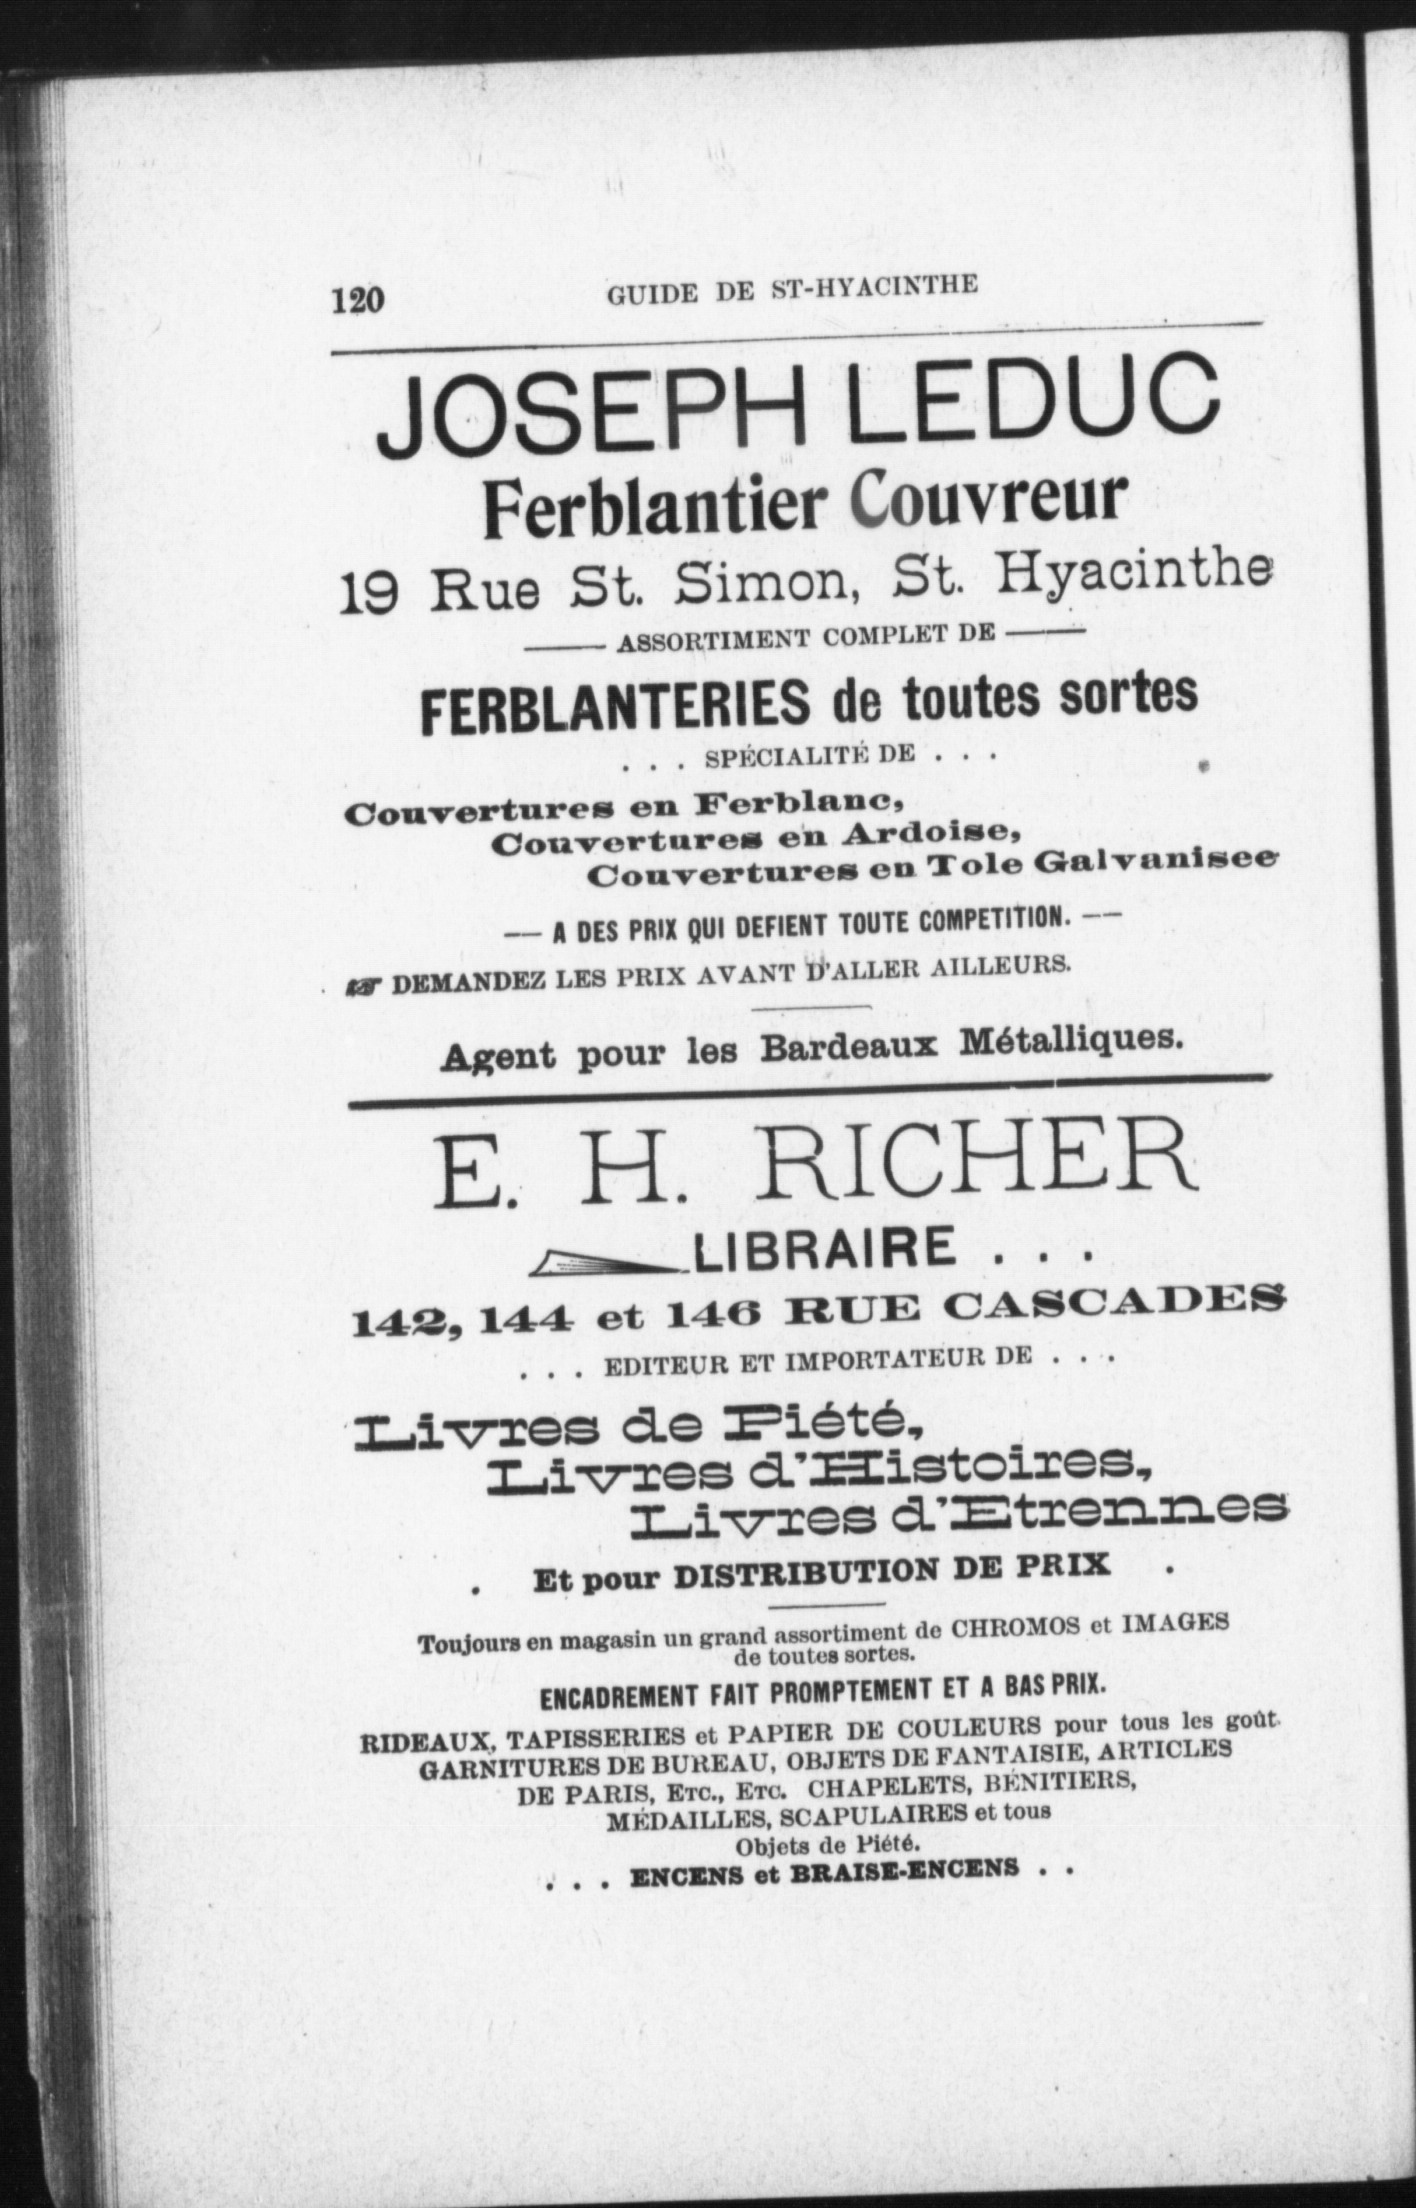 120 GUIDE DE ST-HYACINTHE
JOSEPH LEDUC
Ferblantier Couvreur
19 Rue St. Simon, St. Hyacinthe
—— ASSORTIMENT COMPLET DE ——
FERBLANTERIES de toutes sortes
. . . SPÉCIALITÉ DE . . .
Couvertures en Ferblanc,
Couvertures en Ardoise,
Couvertures en Tole Galvanisee
— A DES PRIX QUI DEFIENT TOUTE COMPETITION. —
☞ DEMANDEZ LES PRIX AVANT D'ALLER AILLEURS.
Agent pour les Bardeaux Métalliques.
E. H. RICHER
LIBRAIRE . . .
142, 144 et 146 RUE CASCADES
. . . EDITEUR ET IMPORTATEUR DE . . .
Livres de Piété,
Livres d'Histoires,
Livres d'Etrennes
. Et pour DISTRIBUTION DE PRIX .
Toujours en magasin un grand assortiment de CHROMOS et IMAGES
de toutes sortes.
ENCADREMENT FAIT PROMPTEMENT ET A BAS PRIX.
RIDEAUX, TAPISSERIES et PAPIER DE COULEURS pour tous les goût.
GARNITURES DE BUREAU, OBJETS DE FANTAISIE, ARTICLES
DE PARIS, ETC., ETC. CHAPELETS, BÉNITIERS,
MÉDAILLES, SCAPULAIRES et tous
Objets de Piété.
. . . ENCENS et BRAISE-ENCENS . .